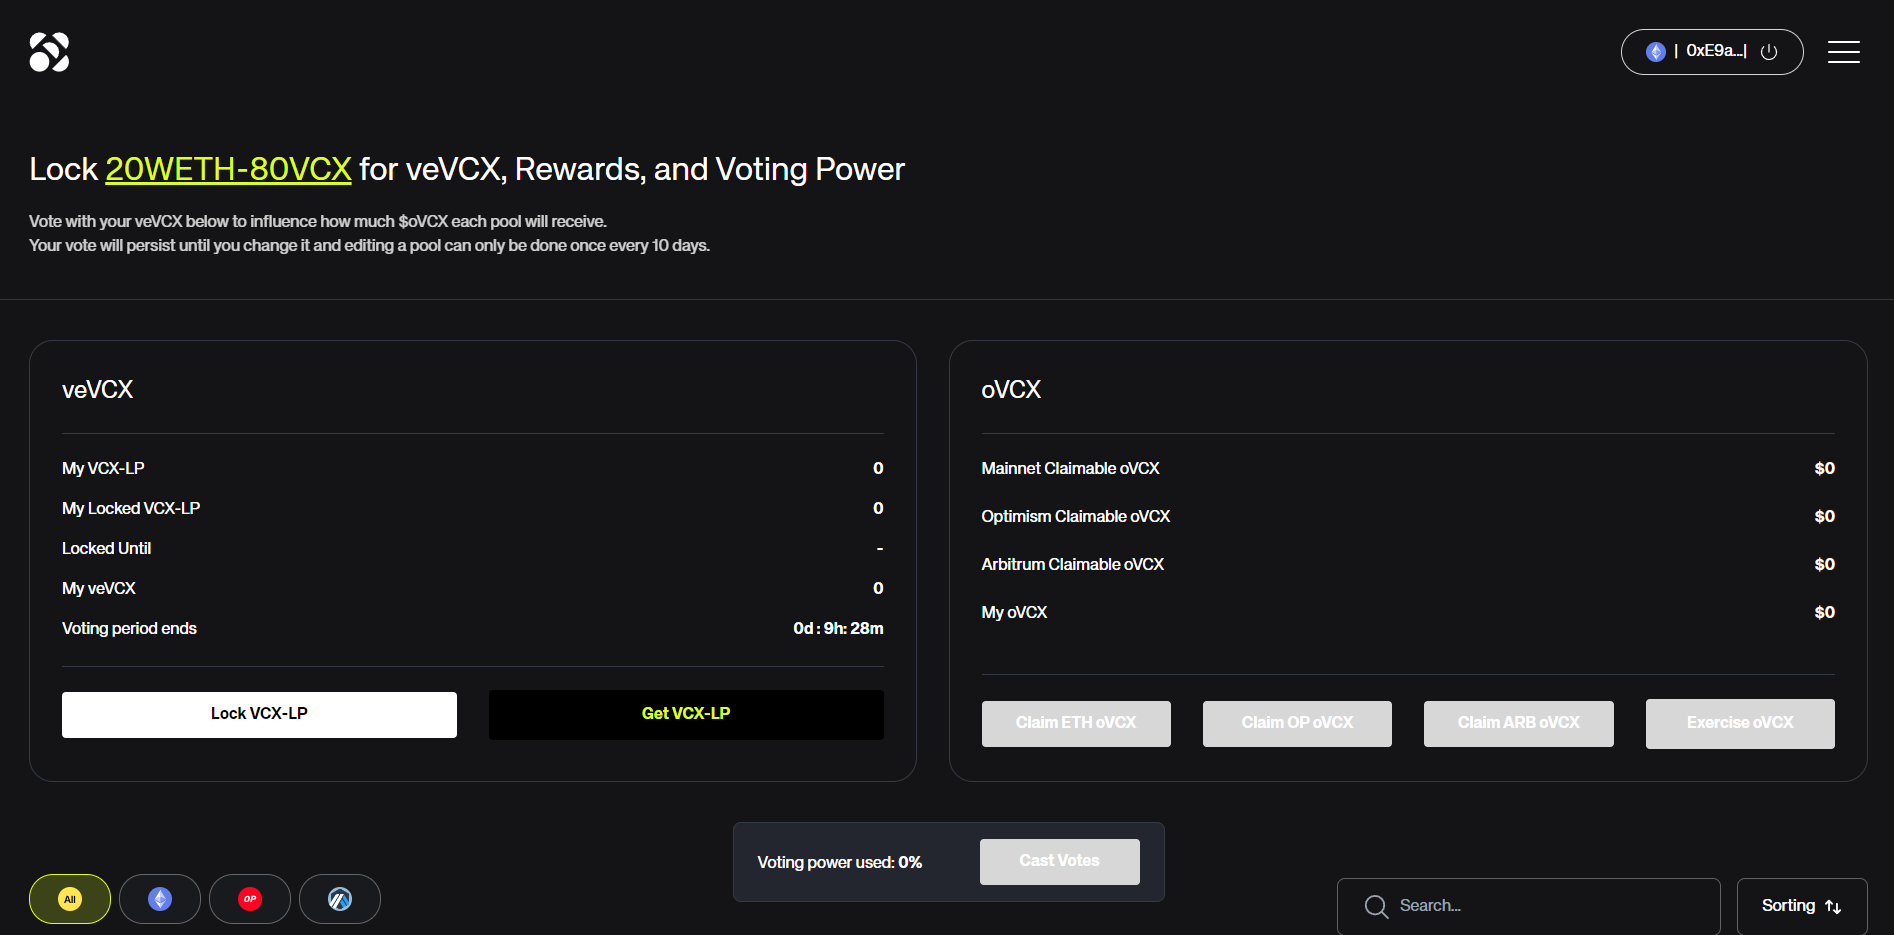 | 0xE9a...|
Lock 20WETH-80VCX for veVCX, Rewards, and Voting Power
Vote with your veVCX below to influence how much $oVCX each pool will receive.
Your vote will persist until you change it and editing a pool can only be done once every 10 days.
veVCX
My VCX-LP 0
My Locked VCX-LP 0
Locked Until -
My veVCX 0
Voting period ends 0d : 9h: 28m
Lock VCX-LP Get VCX-LP
oVCX
Mainnet Claimable oVCX $0
Optimism Claimable oVCX $0
Arbitrum Claimable oVCX $0
My oVCX $0
Claim ETH oVCX Claim OP oVCX Claim ARB oVCX Exercise oVCX
Voting power used: 0% Cast Votes
All OP
Search... Sorting